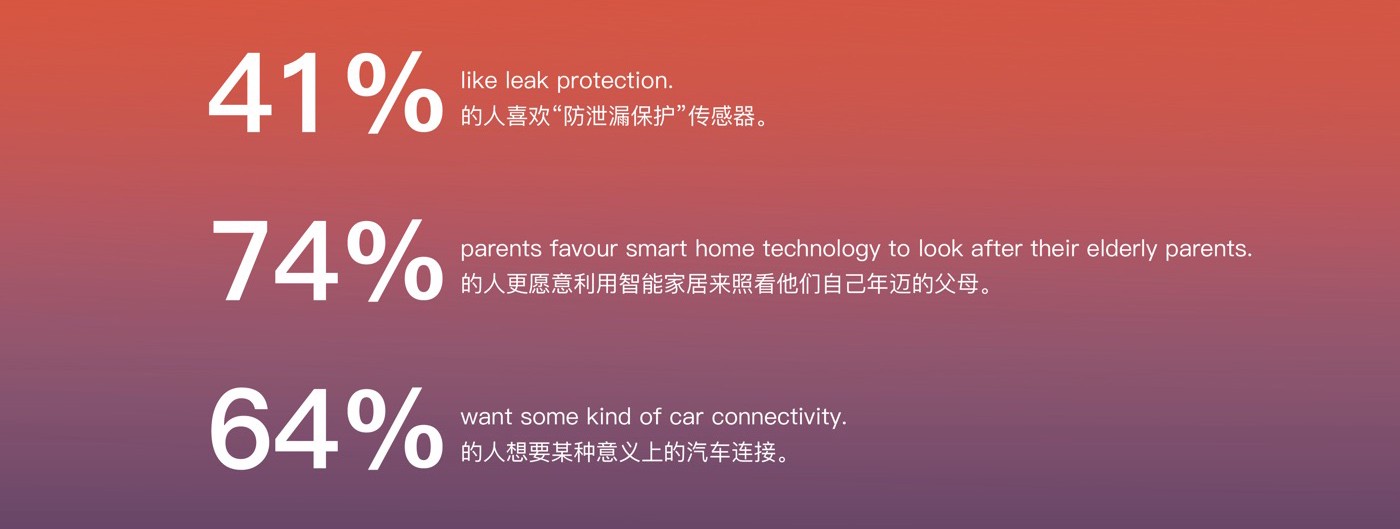 41%
like leak protection.
的人喜欢“防泄漏保护”传感器。
74%
parents favour smart home technology to look after their elderly parents.
的人更愿意利用智能家居来照看他们自己年迈的父母。
64%
want some kind of car connectivity.
的人想要某种意义上的汽车连接。